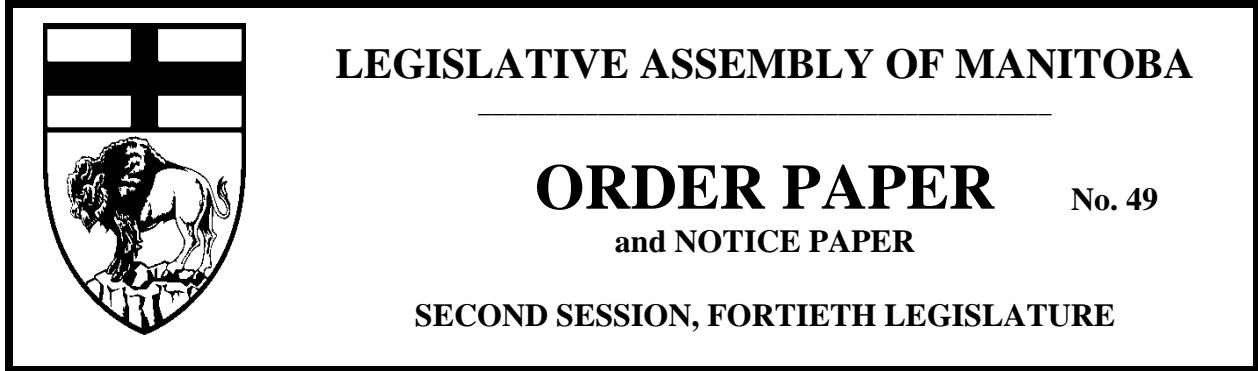 LEGISLATIVE ASSEMBLY OF MANITOBA
ORDER PAPER No. 49
and NOTICE PAPER
SECOND SESSION, FORTIETH LEGISLATURE